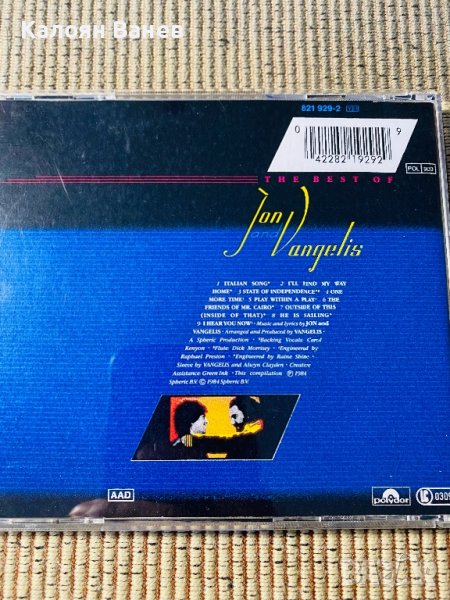 Калоян Ванев
821 929-2
0
9
42282 19292
POL
THE BEST OF
Jon
and
Vangelis
1 ITALIAN SONG* 2 I'LL FIND MY WAY
HOME* 3 STATE OF INDEPENDENCE* 4 ONE
MORE TIME* 5 PLAY WITHIN A PLAY* 6 THE
FRIENDS OF MR. CAIRO* 7 OUTSIDE OF THIS
(INSIDE OF THAT)* 8 HE IS SAILING*
9 I HEAR YOU NOW* Music and lyrics by JON and
VANGELIS Arranged and Produced by VANGELIS
A Spheric Production Backing Vocals Carol
Kenyon Flute Dick Morrisey Engineered by
Raphael Preston Engineered by Raine Shine
Sleeve by VANGELIS and Alwyn Clayden Creative
Assistance Green Ink This compilation ℗ 1984
Spheric B.V. © 1984 Spheric B.V.
AAD
polydor
0309